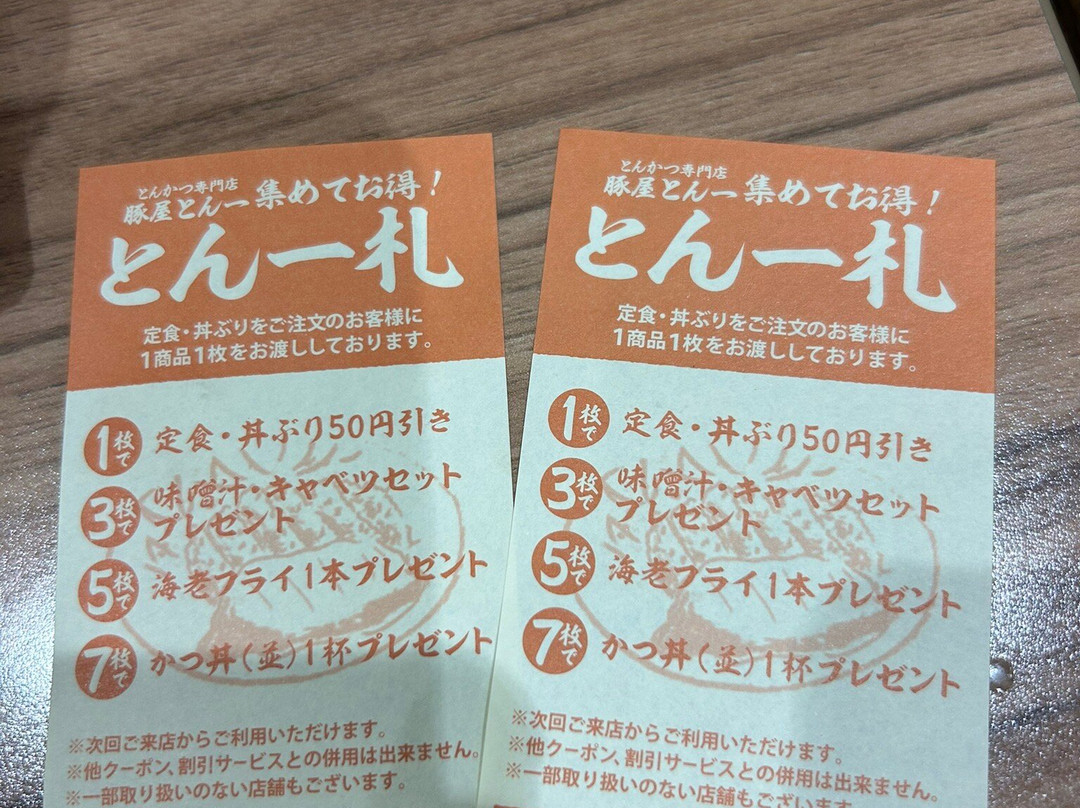 とんかつ専門店
豚屋とん一 集めてお得！
とん一札
定食・丼ぶりをご注文のお客様に
1商品1枚をお渡ししております。
1枚で 定食・丼ぶり50円引き
3枚で 味噌汁・キャベツセット
プレゼント
5枚で 海老フライ1本プレゼント
7枚で かつ丼(並)1杯プレゼント
※次回ご来店からご利用いただけます。
※他クーポン、割引サービスとの併用は出来ません。
※一部取り扱いのない店舗もございます。
とんかつ専門店
豚屋とん一 集めてお得！
とん一札
定食・丼ぶりをご注文のお客様に
1商品1枚をお渡ししております。
1枚で 定食・丼ぶり50円引き
3枚で 味噌汁・キャベツセット
プレゼント
5枚で 海老フライ1本プレゼント
7枚で かつ丼(並)1杯プレゼント
※次回ご来店からご利用いただけます。
※他クーポン、割引サービスとの併用は出来ません。
※一部取り扱いのない店舗もございます